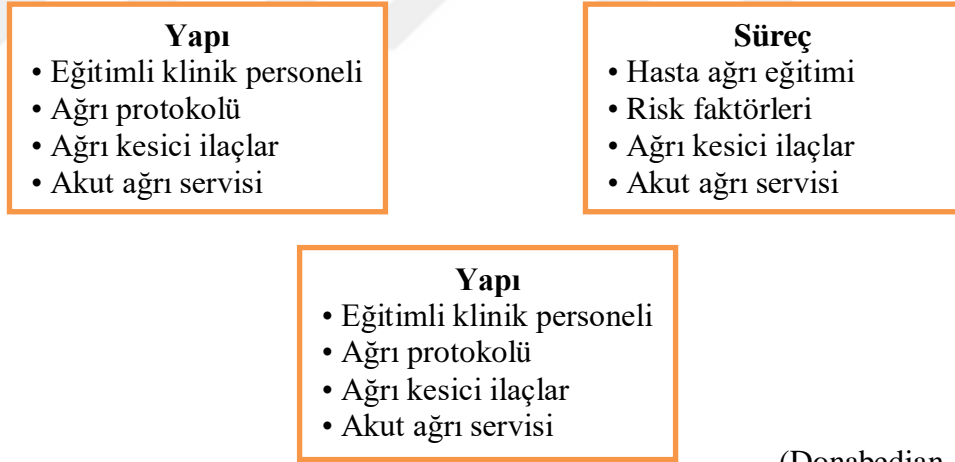 Yapı
• Eğitimli klinik personeli
• Ağrı protokolü
• Ağrı kesici ilaçlar
• Akut ağrı servisi
Süreç
• Hasta ağrı eğitimi
• Risk faktörleri
• Ağrı kesici ilaçlar
• Akut ağrı servisi
Yapı
• Eğitimli klinik personeli
• Ağrı protokolü
• Ağrı kesici ilaçlar
• Akut ağrı servisi
(Donabedian